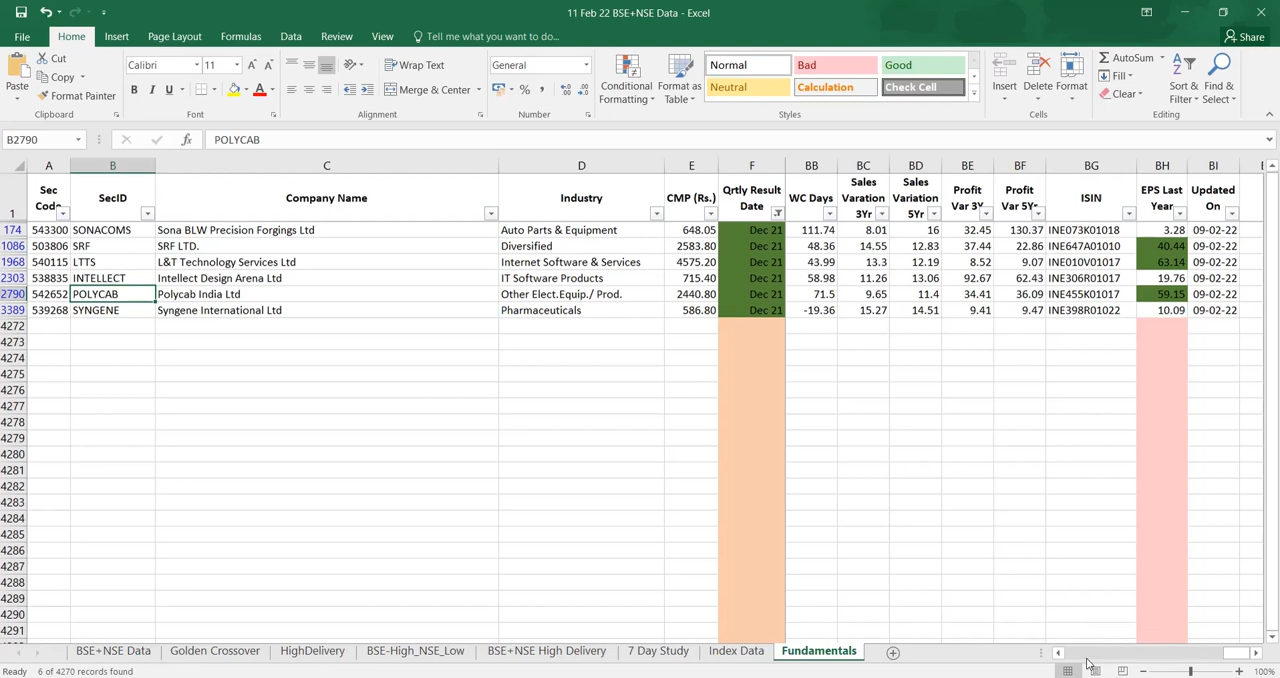 11 Feb 22 BSE+NSE Data - Excel
File Home Insert Page Layout Formulas Data Review View Tell me what you want to do... Share
Paste Cut Copy Format Painter Clipboard
Calibri 11 B I U Font
Wrap Text Merge & Center Alignment
General % Number
Conditional Formatting Format as Table
Normal Bad Good
Neutral Calculation Check Cell
Styles
Insert Delete Format Cells
AutoSum Fill Clear Sort & Filter Find & Select Editing
B2790 fx POLYCAB
A B C D E F BB BC BD BE BF BG BH BI
1 Sec SecID Company Name Industry CMP (Rs.) Qrtly Result Date WC Days Sales Variation 3Yr Sales Variation 5Yr Profit Var 3Y Profit Var 5Y ISIN EPS Last Year Updated On
174 543300 SONACOMS Sona BLW Precision Forgings Ltd Auto Parts & Equipment 648.05 Dec 21 111.74 8.01 16 32.45 130.37 INE073K01018 3.28 09-02-22
1086 503806 SRF SRF LTD. Diversified 2583.80 Dec 21 48.36 14.55 12.83 37.44 22.86 INE647A01010 40.44 09-02-22
1968 540115 LTTS L&T Technology Services Ltd Internet Software & Services 4575.20 Dec 21 43.99 13.3 12.19 8.52 9.07 INE010V01017 63.14 09-02-22
2303 538835 INTELLECT Intellect Design Arena Ltd IT Software Products 715.40 Dec 21 58.98 11.26 13.06 92.67 62.43 INE306R01017 19.76 09-02-22
2790 542652 POLYCAB Polycab India Ltd Other Elect.Equip./ Prod. 2440.80 Dec 21 71.5 9.65 11.4 34.41 36.09 INE455K01017 59.15 09-02-22
3389 539268 SYNGENE Syngene International Ltd Pharmaceuticals 586.80 Dec 21 -19.36 15.27 14.51 9.41 9.47 INE398R01022 10.09 09-02-22
4272
4273
4274
4275
4276
4277
4278
4279
4280
4281
4282
4283
4284
4285
4286
4287
4288
4289
4290
4291
BSE+NSE Data Golden Crossover HighDelivery BSE-High_NSE_Low BSE+NSE High Delivery 7 Day Study Index Data Fundamentals
Ready 6 of 4270 records found 100%